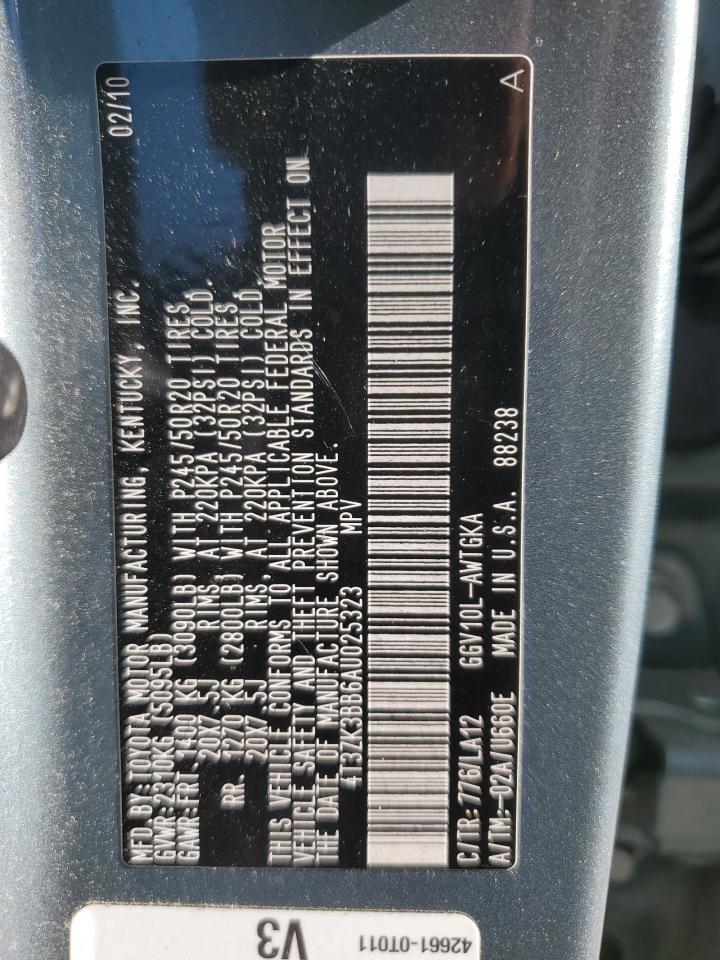 MFD BY:TOYOTA MOTOR MANUFACTURING, KENTUCKY, INC. 02/10
GVWR:2310KG (5095LB)
GAWR:FRT 1400 KG (3090LB) WITH P245/50R20 TIRES,
20X7.5J RIMS, AT 220KPA (32PSI) COLD.
RR. 1270 KG (2800LB) WITH P245/50R20 TIRES,
20X7.5J RIMS, AT 220KPA (32PSI) COLD.
THIS VEHICLE CONFORMS TO ALL APPLICABLE FEDERAL MOTOR
VEHICLE SAFETY AND THEFT PREVENTION STANDARDS IN EFFECT ON
THE DATE OF MANUFACTURE SHOWN ABOVE.
4T3ZK3BB6AU025323 MPV
C/TR:776/LA12 GGV10L-AWTGKA
A/TM:-02A/U660E MADE IN U.S.A. 88238 A
V3
42661-0T011